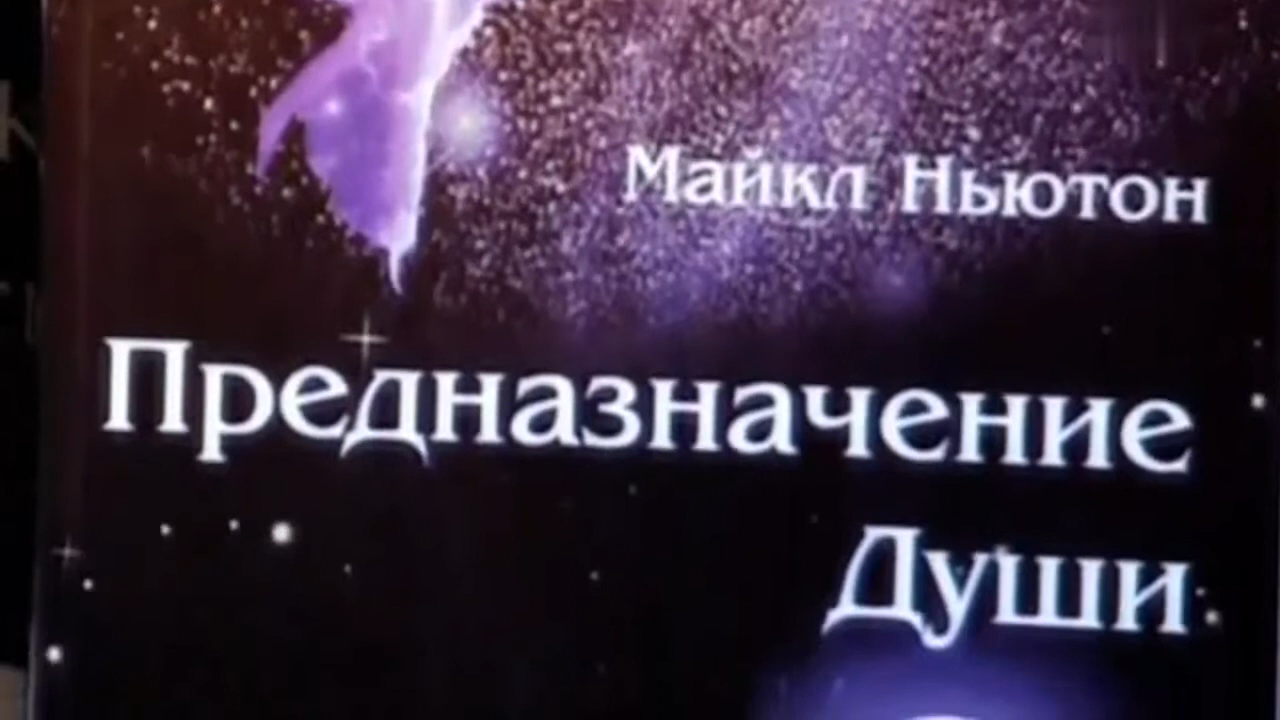 Майкл Ньютон
Предназначение
Души